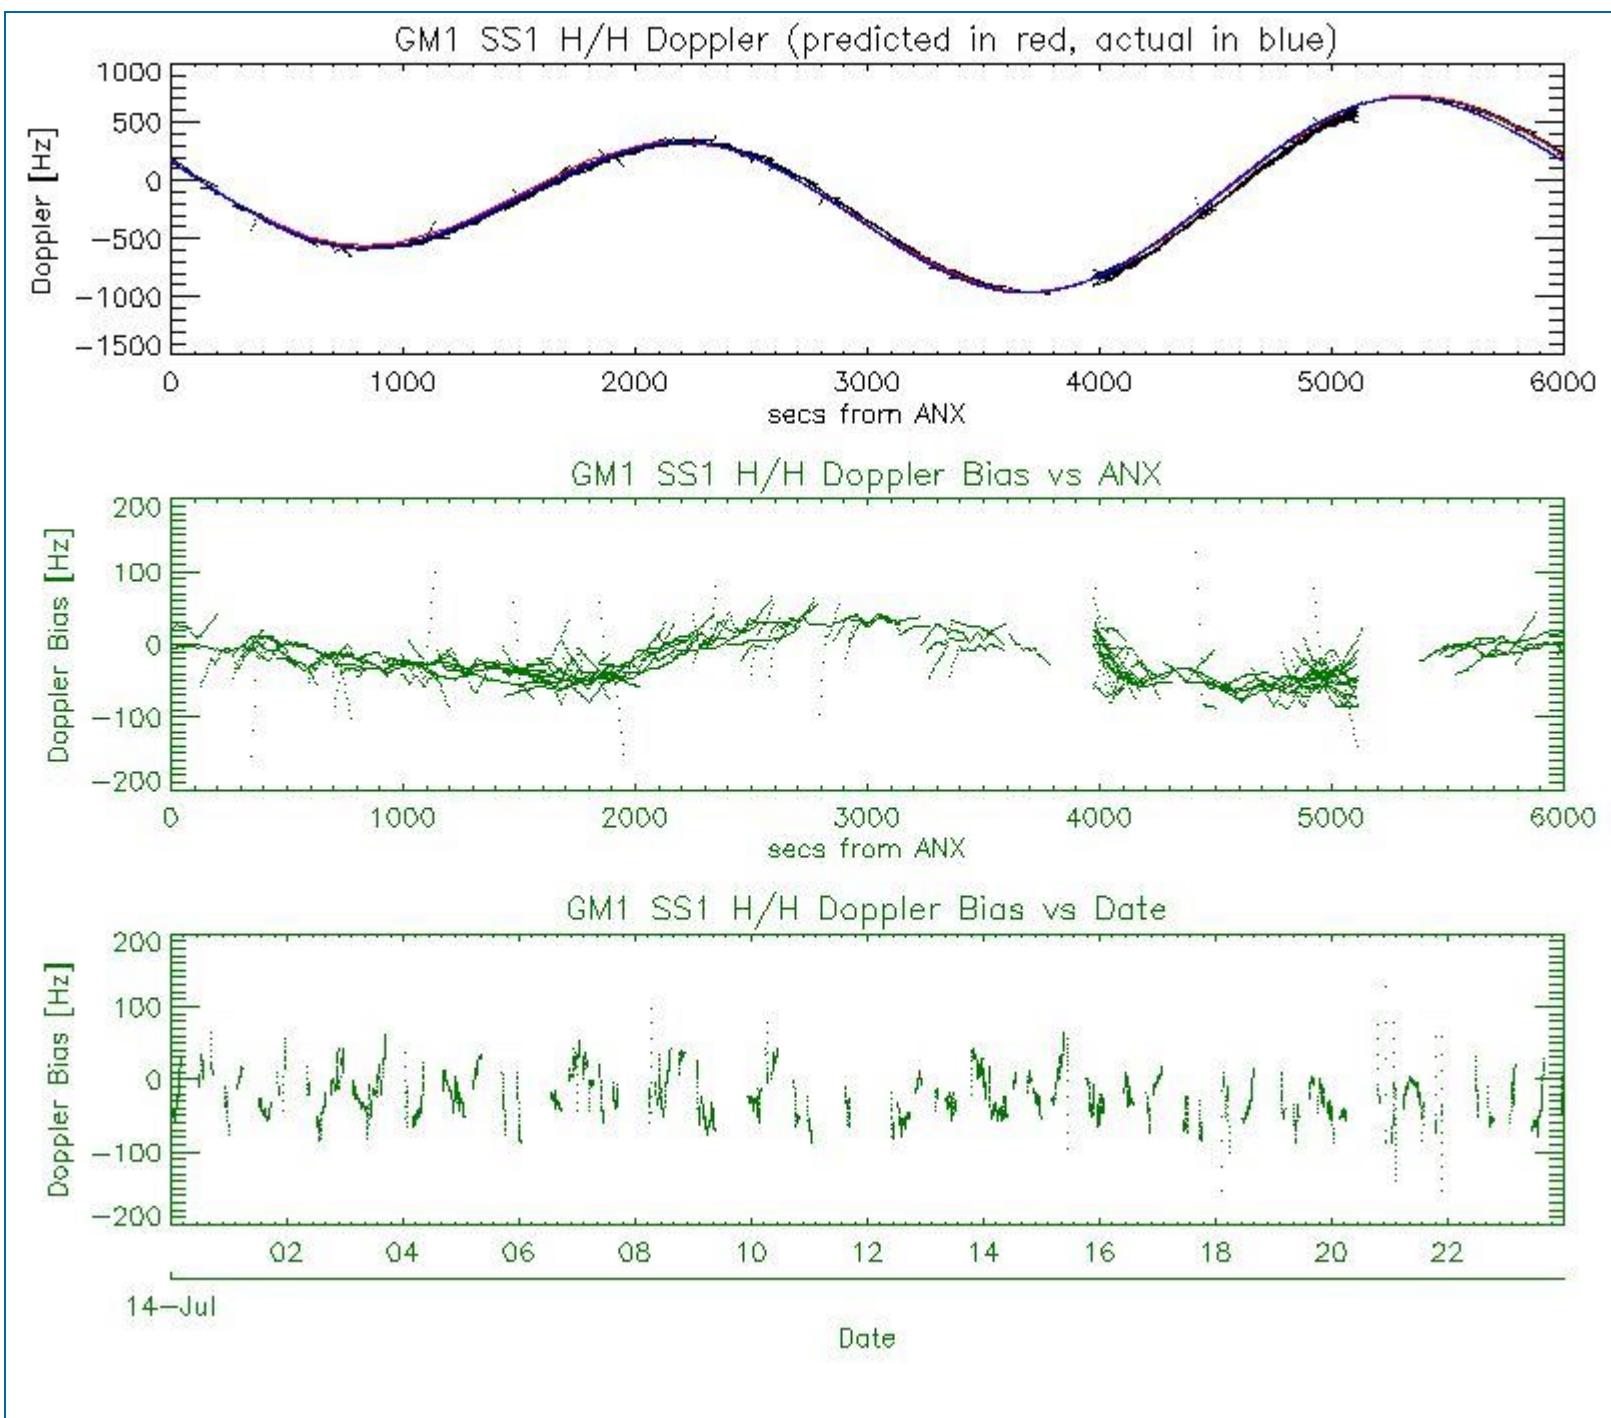 GM1 SS1 H/H Doppler (predicted in red, actual in blue)
Doppler [Hz]
1000
500
0
−500
−1000
−1500
0 1000 2000 3000 4000 5000 6000
secs from ANX
GM1 SS1 H/H Doppler Bias vs ANX
Doppler Bias [Hz]
200
100
0
−100
−200
0 1000 2000 3000 4000 5000 6000
secs from ANX
GM1 SS1 H/H Doppler Bias vs Date
Doppler Bias [Hz]
200
100
0
−100
−200
02 04 06 08 10 12 14 16 18 20 22
14−Jul
Date